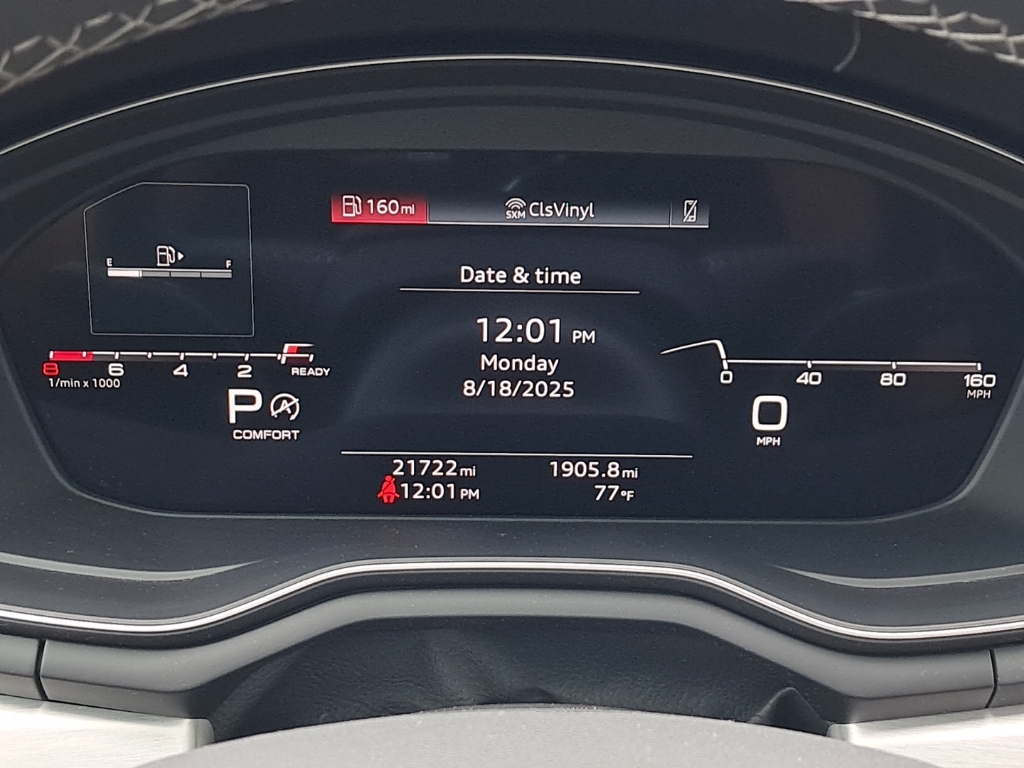 160 mi SXM ClsVinyl
E F
Date & time
12:01 PM
Monday
8/18/2025
8 6 4 2 READY
1/min x 1000
0 40 80 160
MPH
P A
COMFORT
0
MPH
21722 mi 1905.8 mi
12:01 PM 77°F